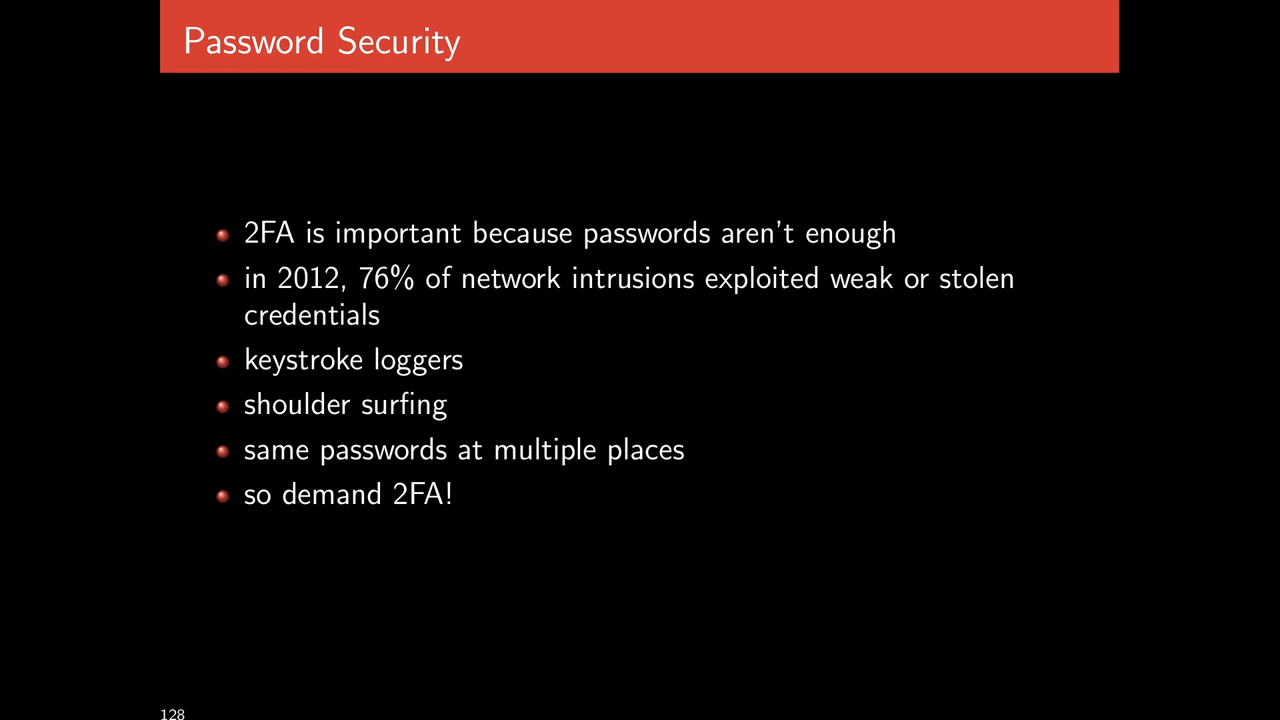 Password Security
2FA is important because passwords aren't enough
in 2012, 76% of network intrusions exploited weak or stolen
credentials
keystroke loggers
shoulder surfing
same passwords at multiple places
so demand 2FA!
128